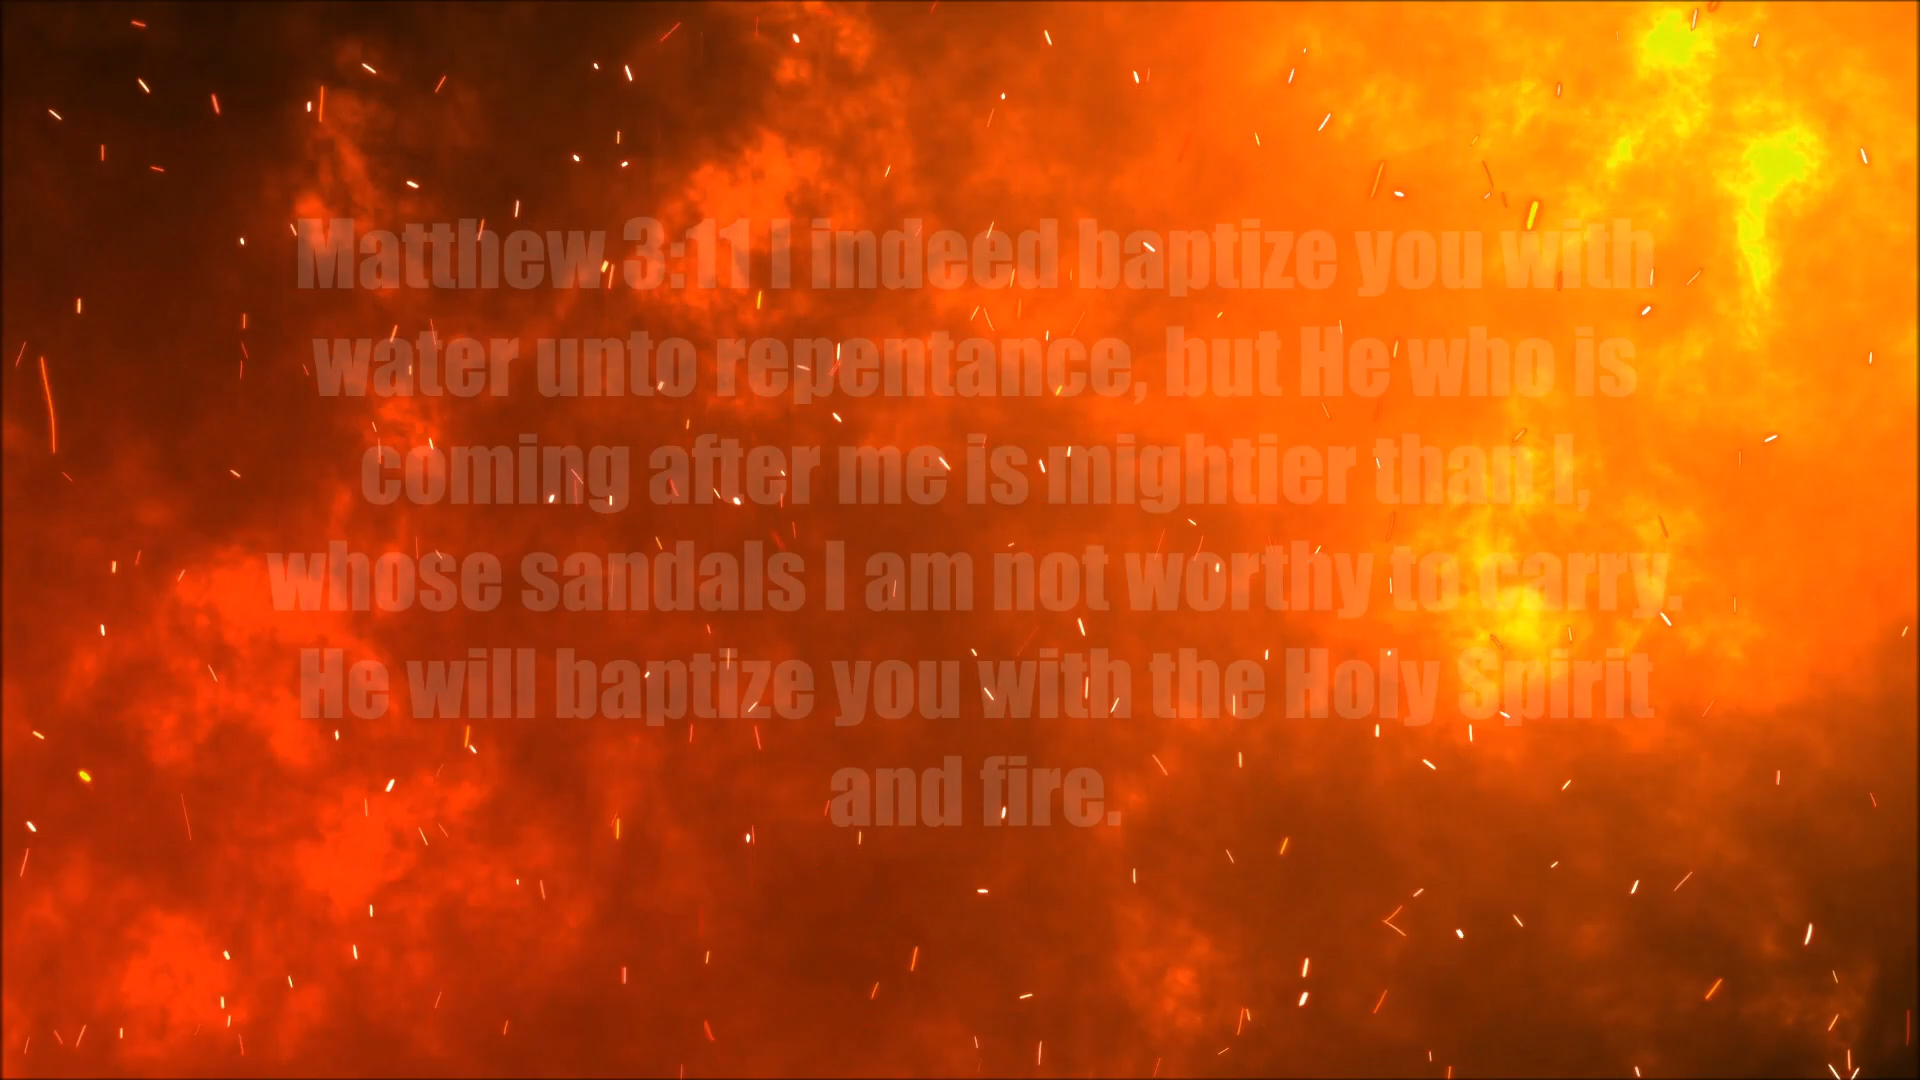 Matthew 3:11 I indeed baptize you with
water unto repentance, but He who is
coming after me is mightier than I,
whose sandals I am not worthy to carry.
He will baptize you with the Holy Spirit
and fire.